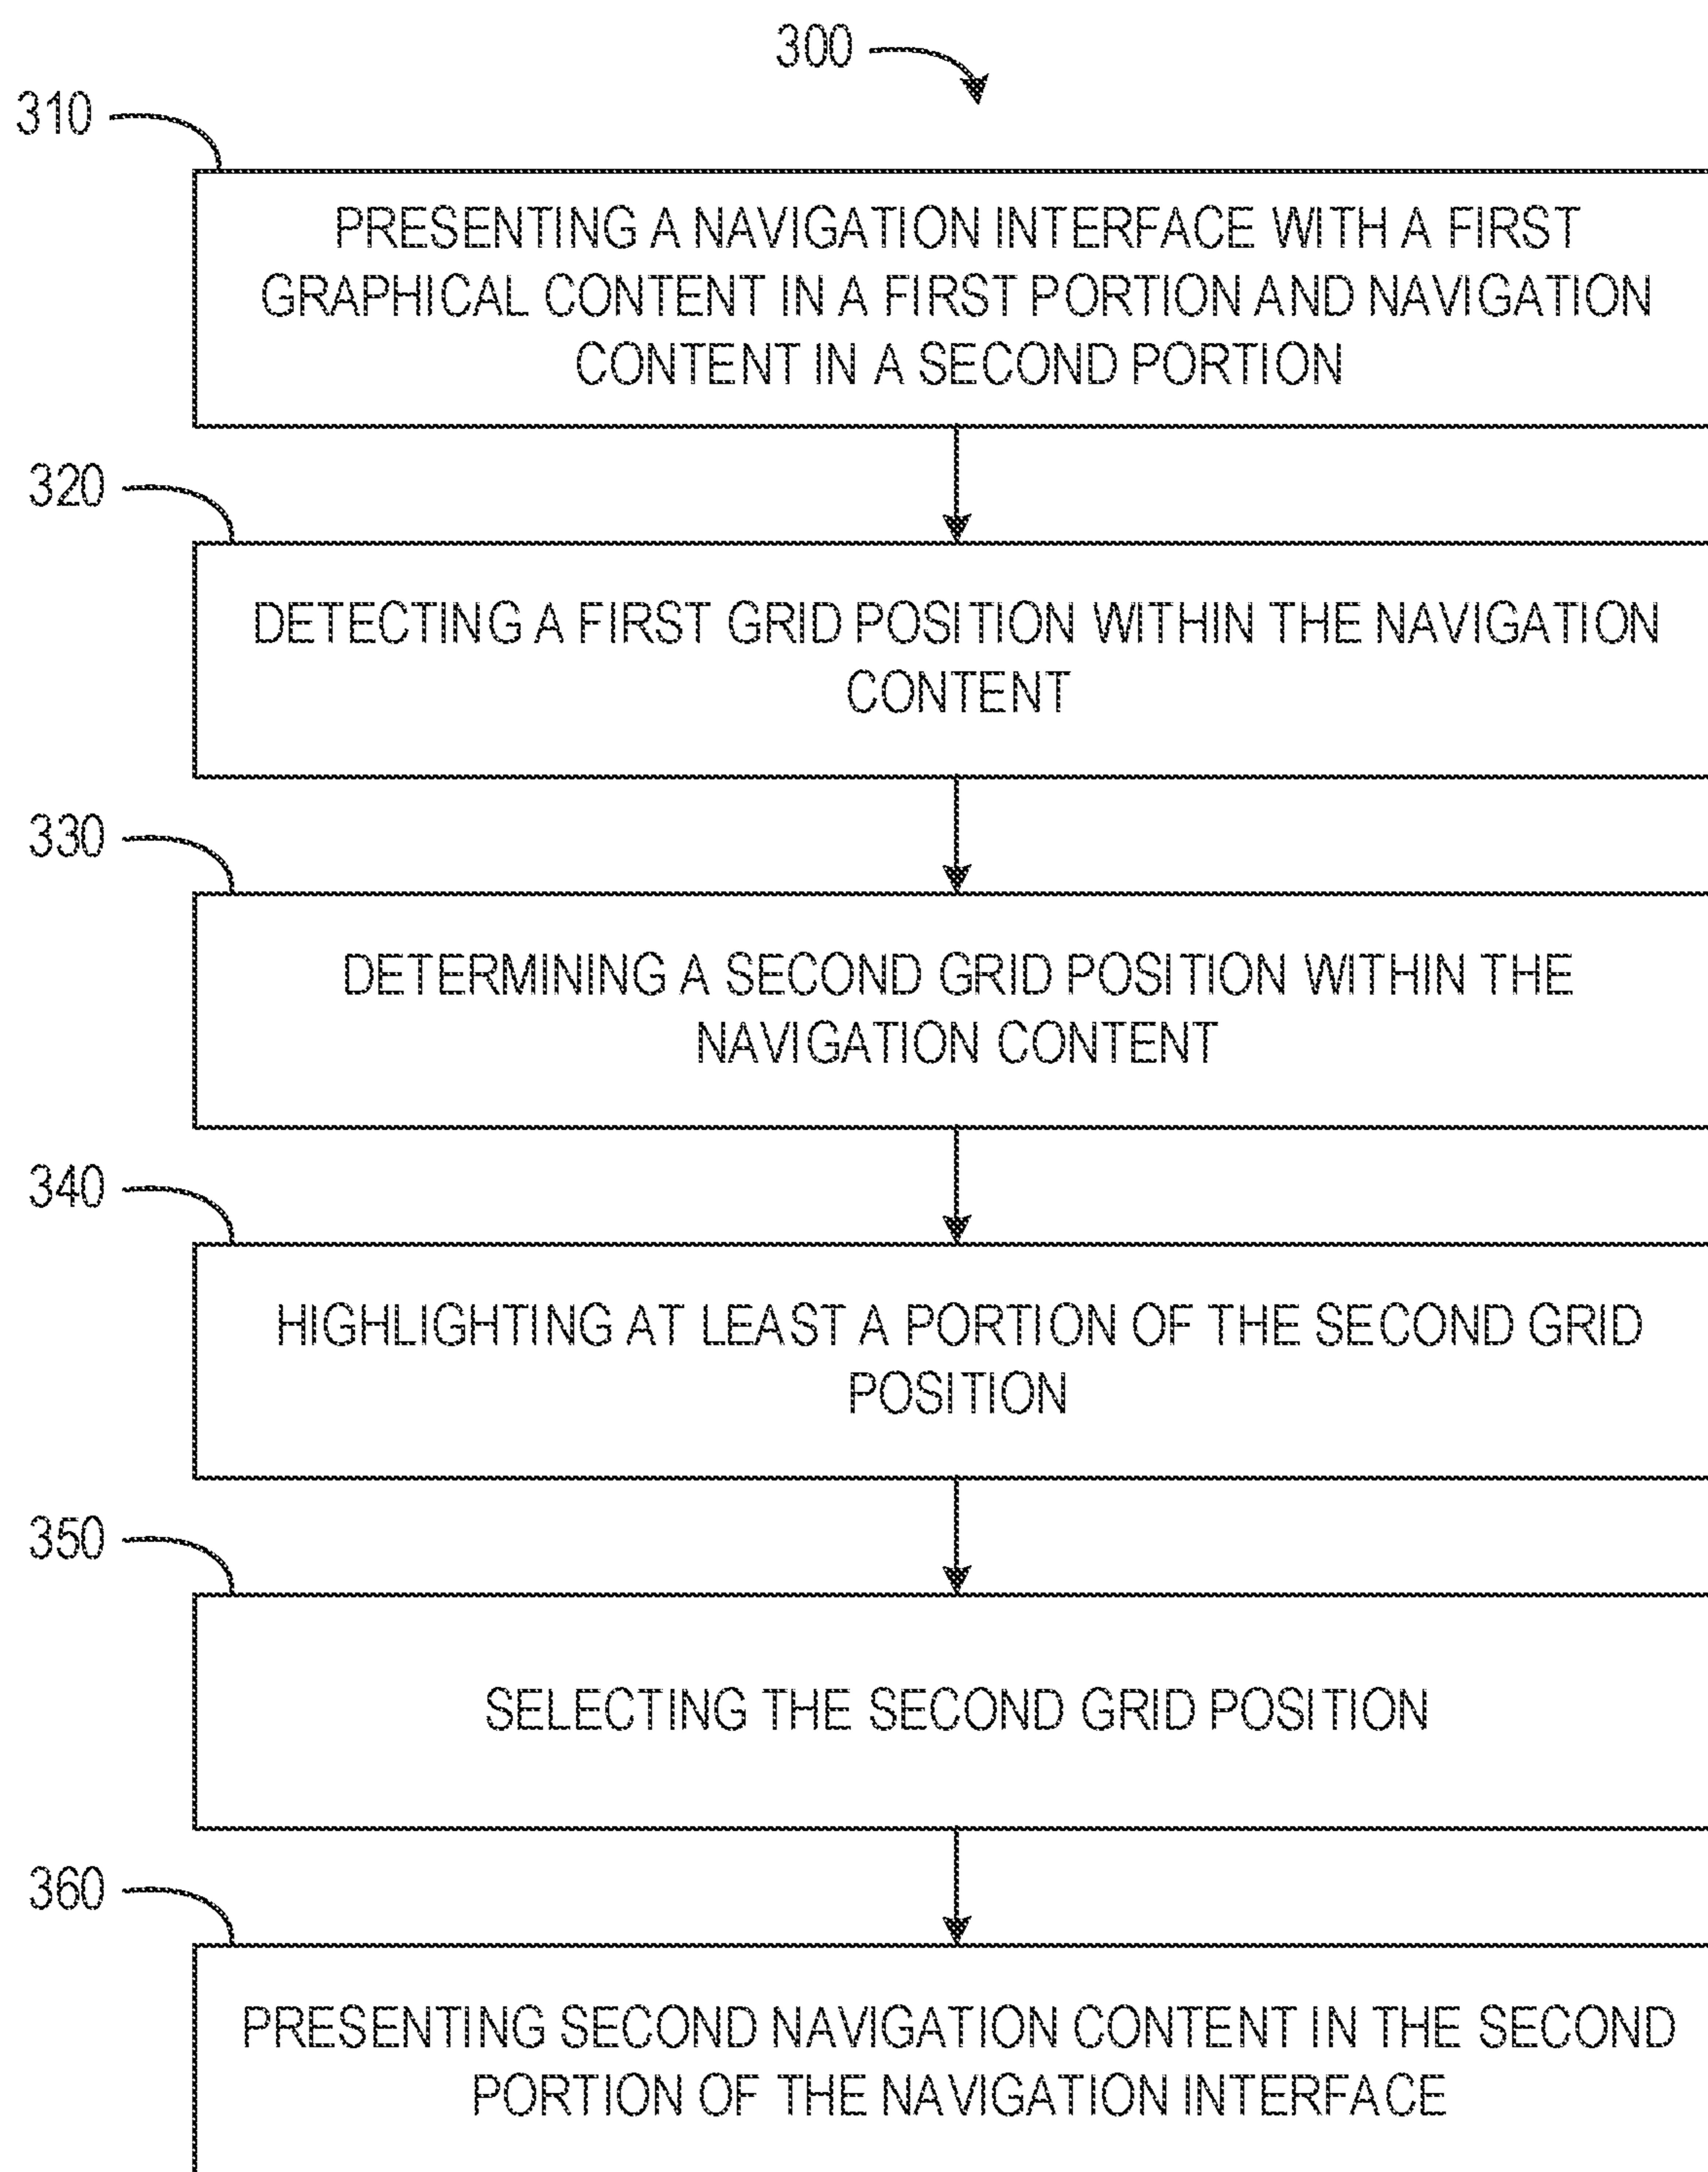 300
310
PRESENTING A NAVIGATION INTERFACE WITH A FIRST
GRAPHICAL CONTENT IN A FIRST PORTION AND NAVIGATION
CONTENT IN A SECOND PORTION
320
DETECTING A FIRST GRID POSITION WITHIN THE NAVIGATION
CONTENT
330
DETERMINING A SECOND GRID POSITION WITHIN THE
NAVIGATION CONTENT
340
HIGHLIGHTING AT LEAST A PORTION OF THE SECOND GRID
POSITION
350
SELECTING THE SECOND GRID POSITION
360
PRESENTING SECOND NAVIGATION CONTENT IN THE SECOND
PORTION OF THE NAVIGATION INTERFACE